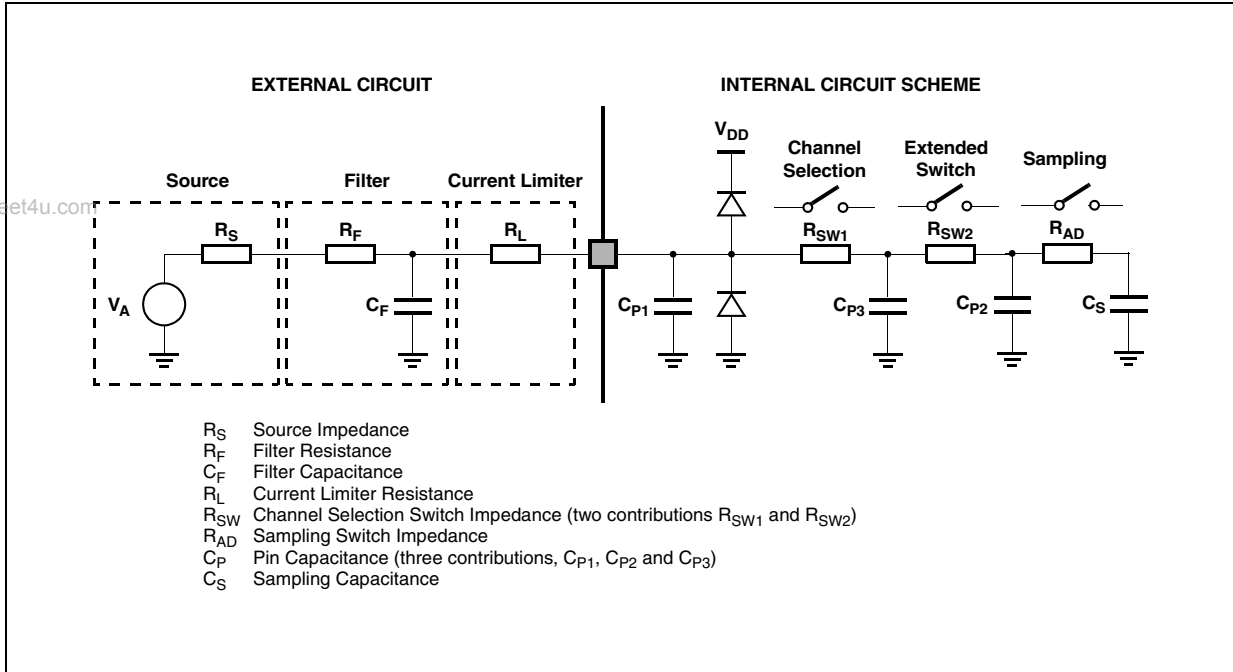 EXTERNAL CIRCUIT
INTERNAL CIRCUIT SCHEME
VDD
Channel
Selection
Extended
Switch
Sampling
Source
Filter
Current Limiter
eet4u.com
RS
RF
RL
RSW1
RSW2
RAD
VA
CF
CP1
CP3
CP2
CS
RS Source Impedance
RF Filter Resistance
CF Filter Capacitance
RL Current Limiter Resistance
RSW Channel Selection Switch Impedance (two contributions RSW1 and RSW2)
RAD Sampling Switch Impedance
CP Pin Capacitance (three contributions, CP1, CP2 and CP3)
CS Sampling Capacitance